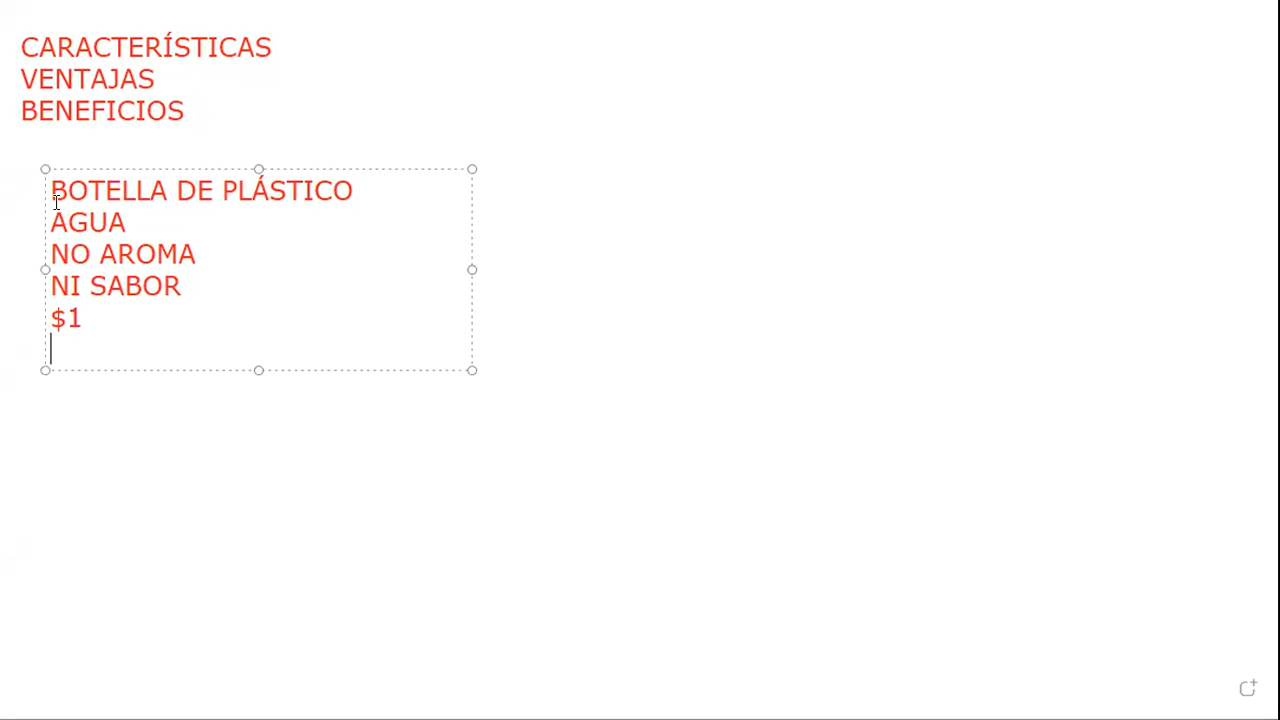 CARACTERÍSTICAS
VENTAJAS
BENEFICIOS
BOTELLA DE PLÁSTICO
AGUA
NO AROMA
NI SABOR
$1